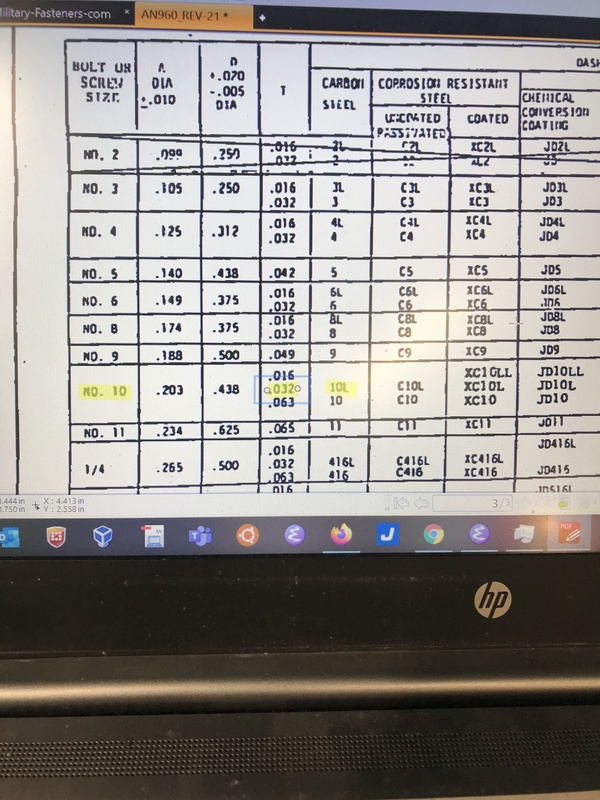 Military-Fasteners-com × AN960_REV-21 *
BOLT OR SCREW SIZE A DIA ±.010 D +.020 -.005 DIA T CARBON STEEL CORROSION RESISTANT STEEL DASH
UNCOATED (PASSIVATED) COATED CHEMICAL CONVERSION COATING
NO. 2 .099 .250 .016 2L C2L XC2L JD2L
.032 2 XC2
NO. 3 .105 .250 .016 3L C3L XC3L JD3L
.032 3 C3 XC3 JD3
NO. 4 .125 .312 .016 4L C4L XC4L JD4L
.032 4 C4 XC4 JD4
NO. 5 .140 .438 .042 5 C5 XC5 JD5
NO. 6 .149 .375 .016 6L C6L XC6L JD6L
.032 6 C6 XC6 JD6
NO. 8 .174 .375 .016 8L C8L XC8L JD8L
.032 8 C8 XC8 JD8
NO. 9 .188 .500 .049 9 C9 XC9 JD9
.016 XC10LL JD10LL
NO. 10 .203 .438 .032 10L C10L XC10L JD10L
.063 10 C10 XC10 JD10
NO. 11 .234 .625 .065 11 C11 XC11 JD11
.016 JD416L
1/4 .265 .500 .032 416L C416L XC416L
.063 416 C416 XC416 JD416
.016 JD516L
.444 in X : 4.413 in
0.750 in Y : 2.558 in
3/3
PDF
hp